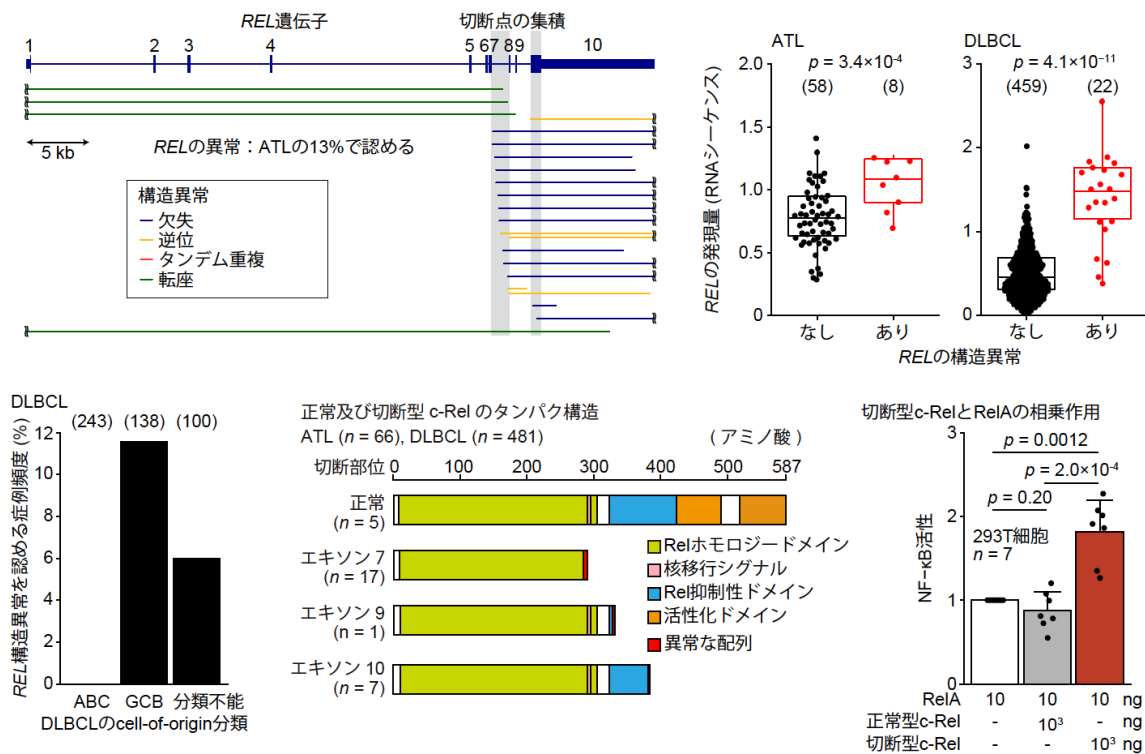 REL遺伝子
切断点の集積
1 2 3 4 5 6 7 8 9 10
5 kb
RELの異常：ATLの13%で認める
構造異常
欠失
逆位
タンデム重複
転座
ATL
p = 3.4×10⁻⁴
(58) (8)
RELの発現量 (RNAシーケンス)
2.0
1.5
1.0
0.5
0
なし あり
DLBCL
p = 4.1×10⁻¹¹
(459) (22)
3
2
1
0
なし あり
RELの構造異常
DLBCL
(243) (138) (100)
REL構造異常を認める症例頻度 (%)
12
10
8
6
4
2
0
ABC GCB 分類不能
DLBCLのcell-of-origin分類
正常及び切断型 c-Rel のタンパク構造
ATL (n = 66), DLBCL (n = 481)
(アミノ酸)
切断部位 0 100 200 300 400 500 587
正常
(n = 5)
エキソン 7
(n = 17)
エキソン 9
(n = 1)
エキソン 10
(n = 7)
Relホモロジードメイン
核移行シグナル
Rel抑制性ドメイン
活性化ドメイン
異常な配列
切断型c-RelとRelAの相乗作用
NF-κB活性
3
2
1
0
p = 0.0012
p = 2.0×10⁻⁴
p = 0.20
293T細胞
n = 7
RelA 10 10 10 ng
正常型c-Rel - 10³ - ng
切断型c-Rel - - 10³ ng